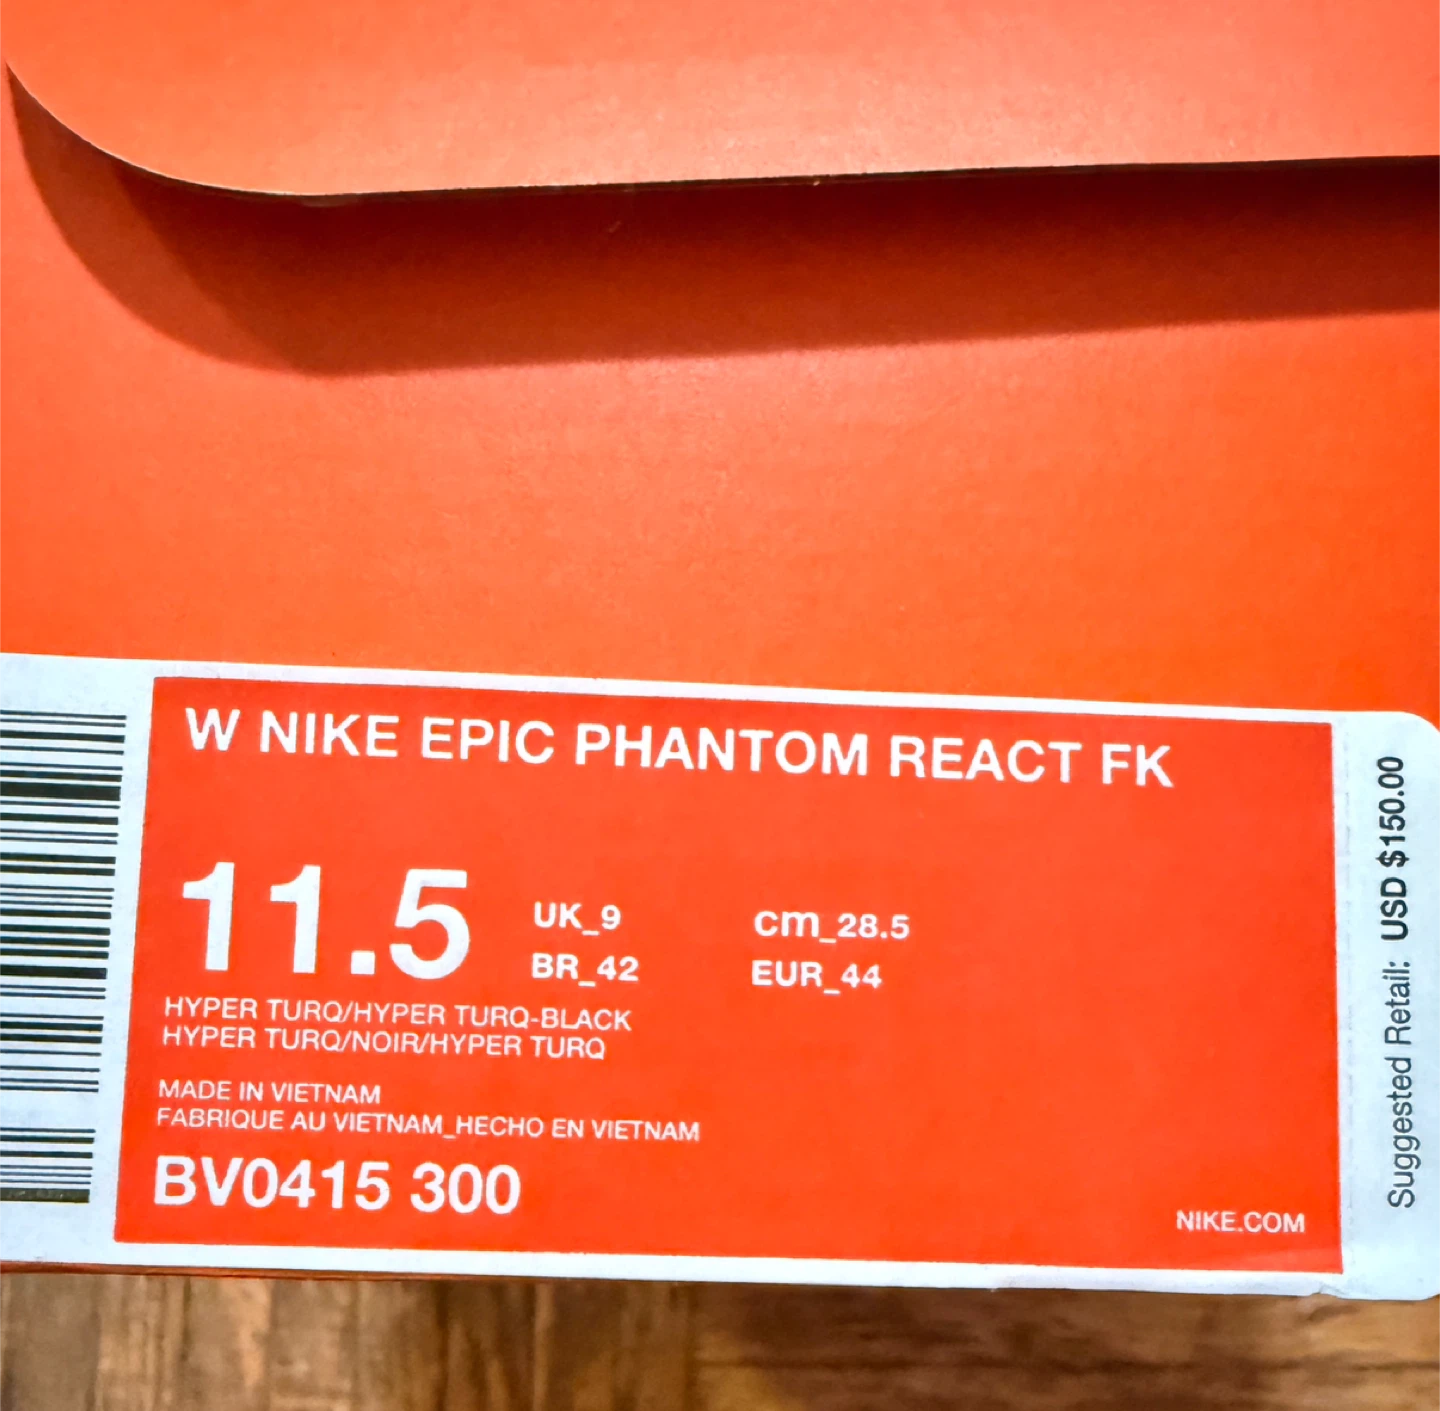 W NIKE EPIC PHANTOM REACT FK
11.5
UK_9 cm_28.5
BR_42 EUR_44
HYPER TURQ/HYPER TURQ-BLACK
HYPER TURQ/NOIR/HYPER TURQ
MADE IN VIETNAM
FABRIQUE AU VIETNAM_HECHO EN VIETNAM
BV0415 300
NIKE.COM
Suggested Retail: USD $150.00